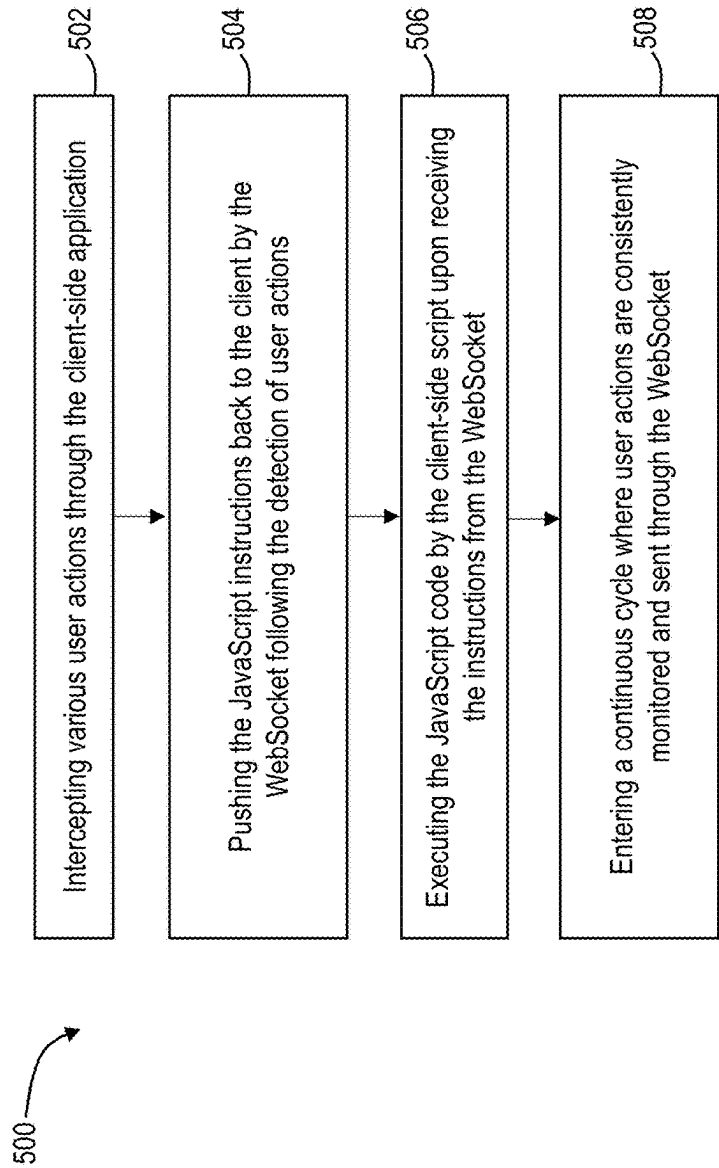 500
Intercepting various user actions through the client-side application
502
Pushing the JavaScript instructions back to the client by the
WebSocket following the detection of user actions
504
Executing the JavaScript code by the client-side script upon receiving
the instructions from the WebSocket
506
Entering a continuous cycle where user actions are consistently
monitored and sent through the WebSocket
508